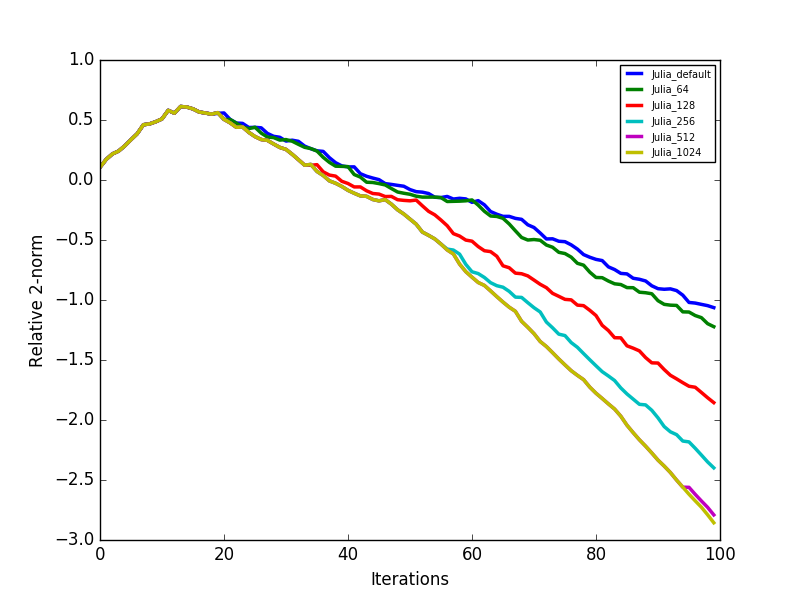 1.0
0.5
0.0
−0.5
−1.0
−1.5
−2.0
−2.5
−3.0
Relative 2-norm
Julia_default
Julia_64
Julia_128
Julia_256
Julia_512
Julia_1024
0 20 40 60 80 100
Iterations